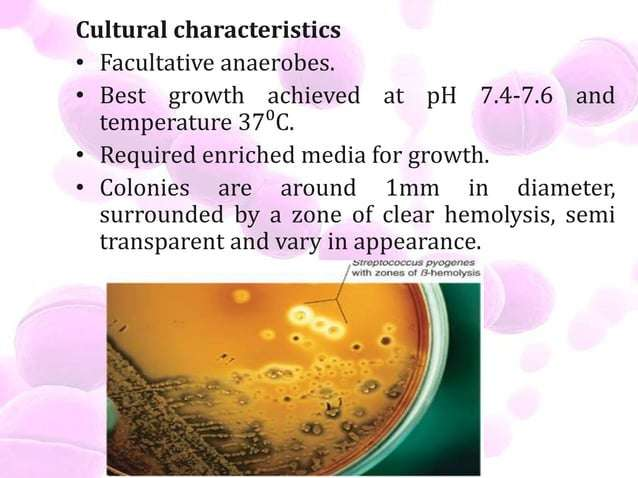 Cultural characteristics
• Facultative anaerobes.
• Best growth achieved at pH 7.4-7.6 and
temperature 37⁰C.
• Required enriched media for growth.
• Colonies are around 1mm in diameter,
surrounded by a zone of clear hemolysis, semi
transparent and vary in appearance.
Streptococcus pyogenes
with zones of β-hemolysis